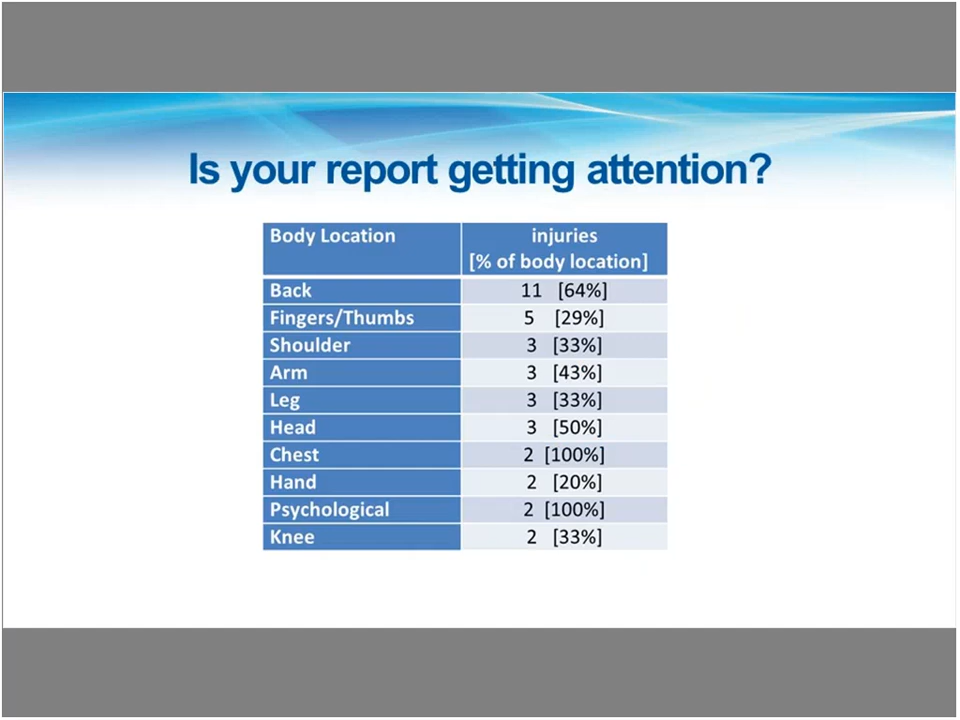 Is your report getting attention?
Body Location injuries
[% of body location]
Back 11 [64%]
Fingers/Thumbs 5 [29%]
Shoulder 3 [33%]
Arm 3 [43%]
Leg 3 [33%]
Head 3 [50%]
Chest 2 [100%]
Hand 2 [20%]
Psychological 2 [100%]
Knee 2 [33%]